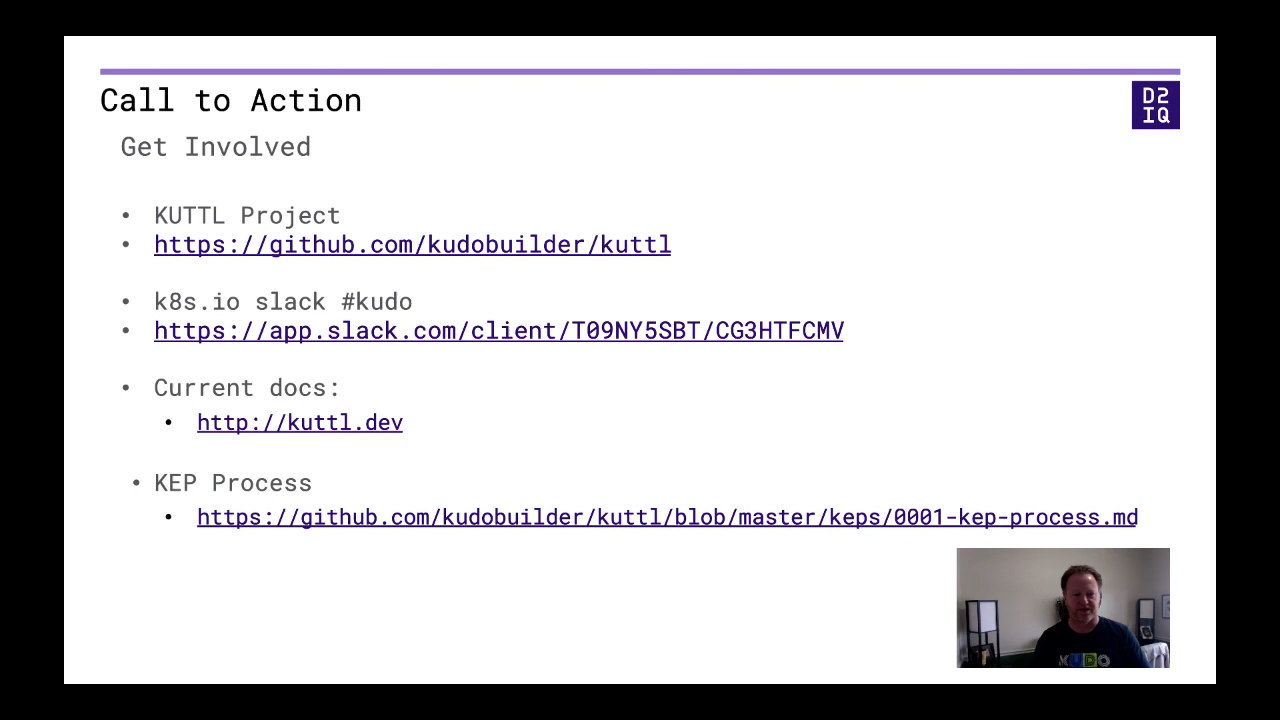 Call to Action
D2
IQ
Get Involved
• KUTTL Project
• https://github.com/kudobuilder/kuttl
• k8s.io slack #kudo
• https://app.slack.com/client/T09NY5SBT/CG3HTFCMV
• Current docs:
• http://kuttl.dev
• KEP Process
• https://github.com/kudobuilder/kuttl/blob/master/keps/0001-kep-process.md
KUDO